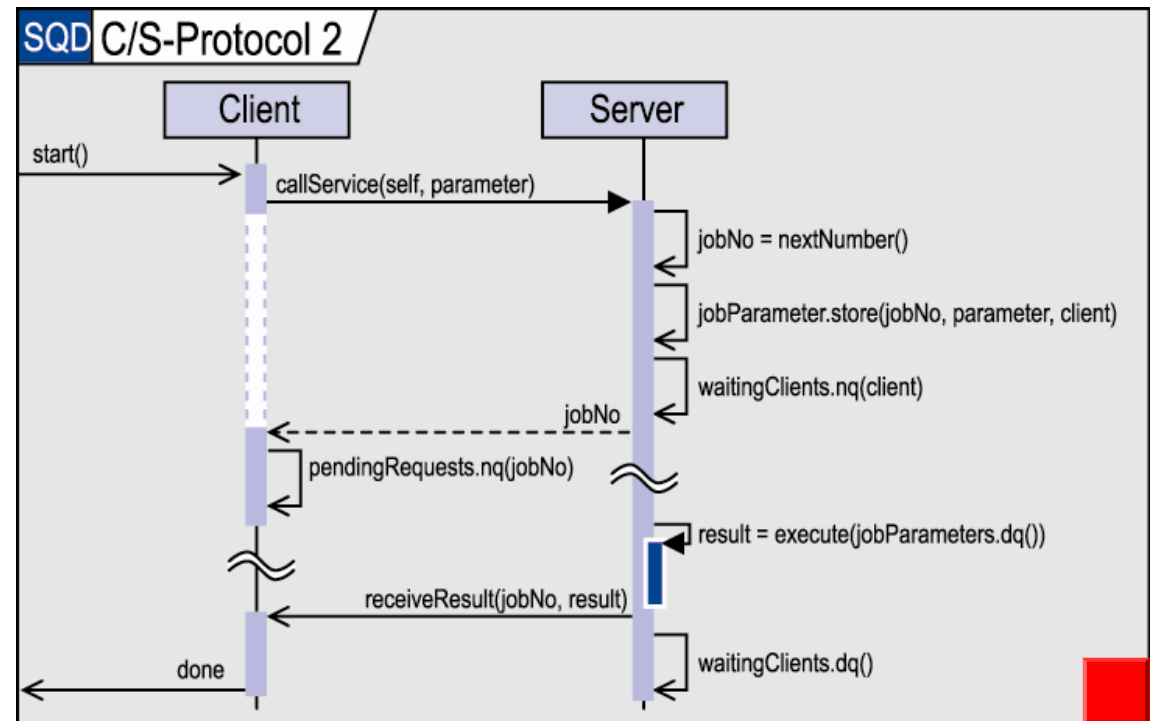 SQD C/S-Protocol 2
Client
Server
start()
callService(self, parameter)
jobNo = nextNumber()
jobParameter.store(jobNo, parameter, client)
waitingClients.nq(client)
jobNo
pendingRequests.nq(jobNo)
result = execute(jobParameters.dq())
receiveResult(jobNo, result)
waitingClients.dq()
done